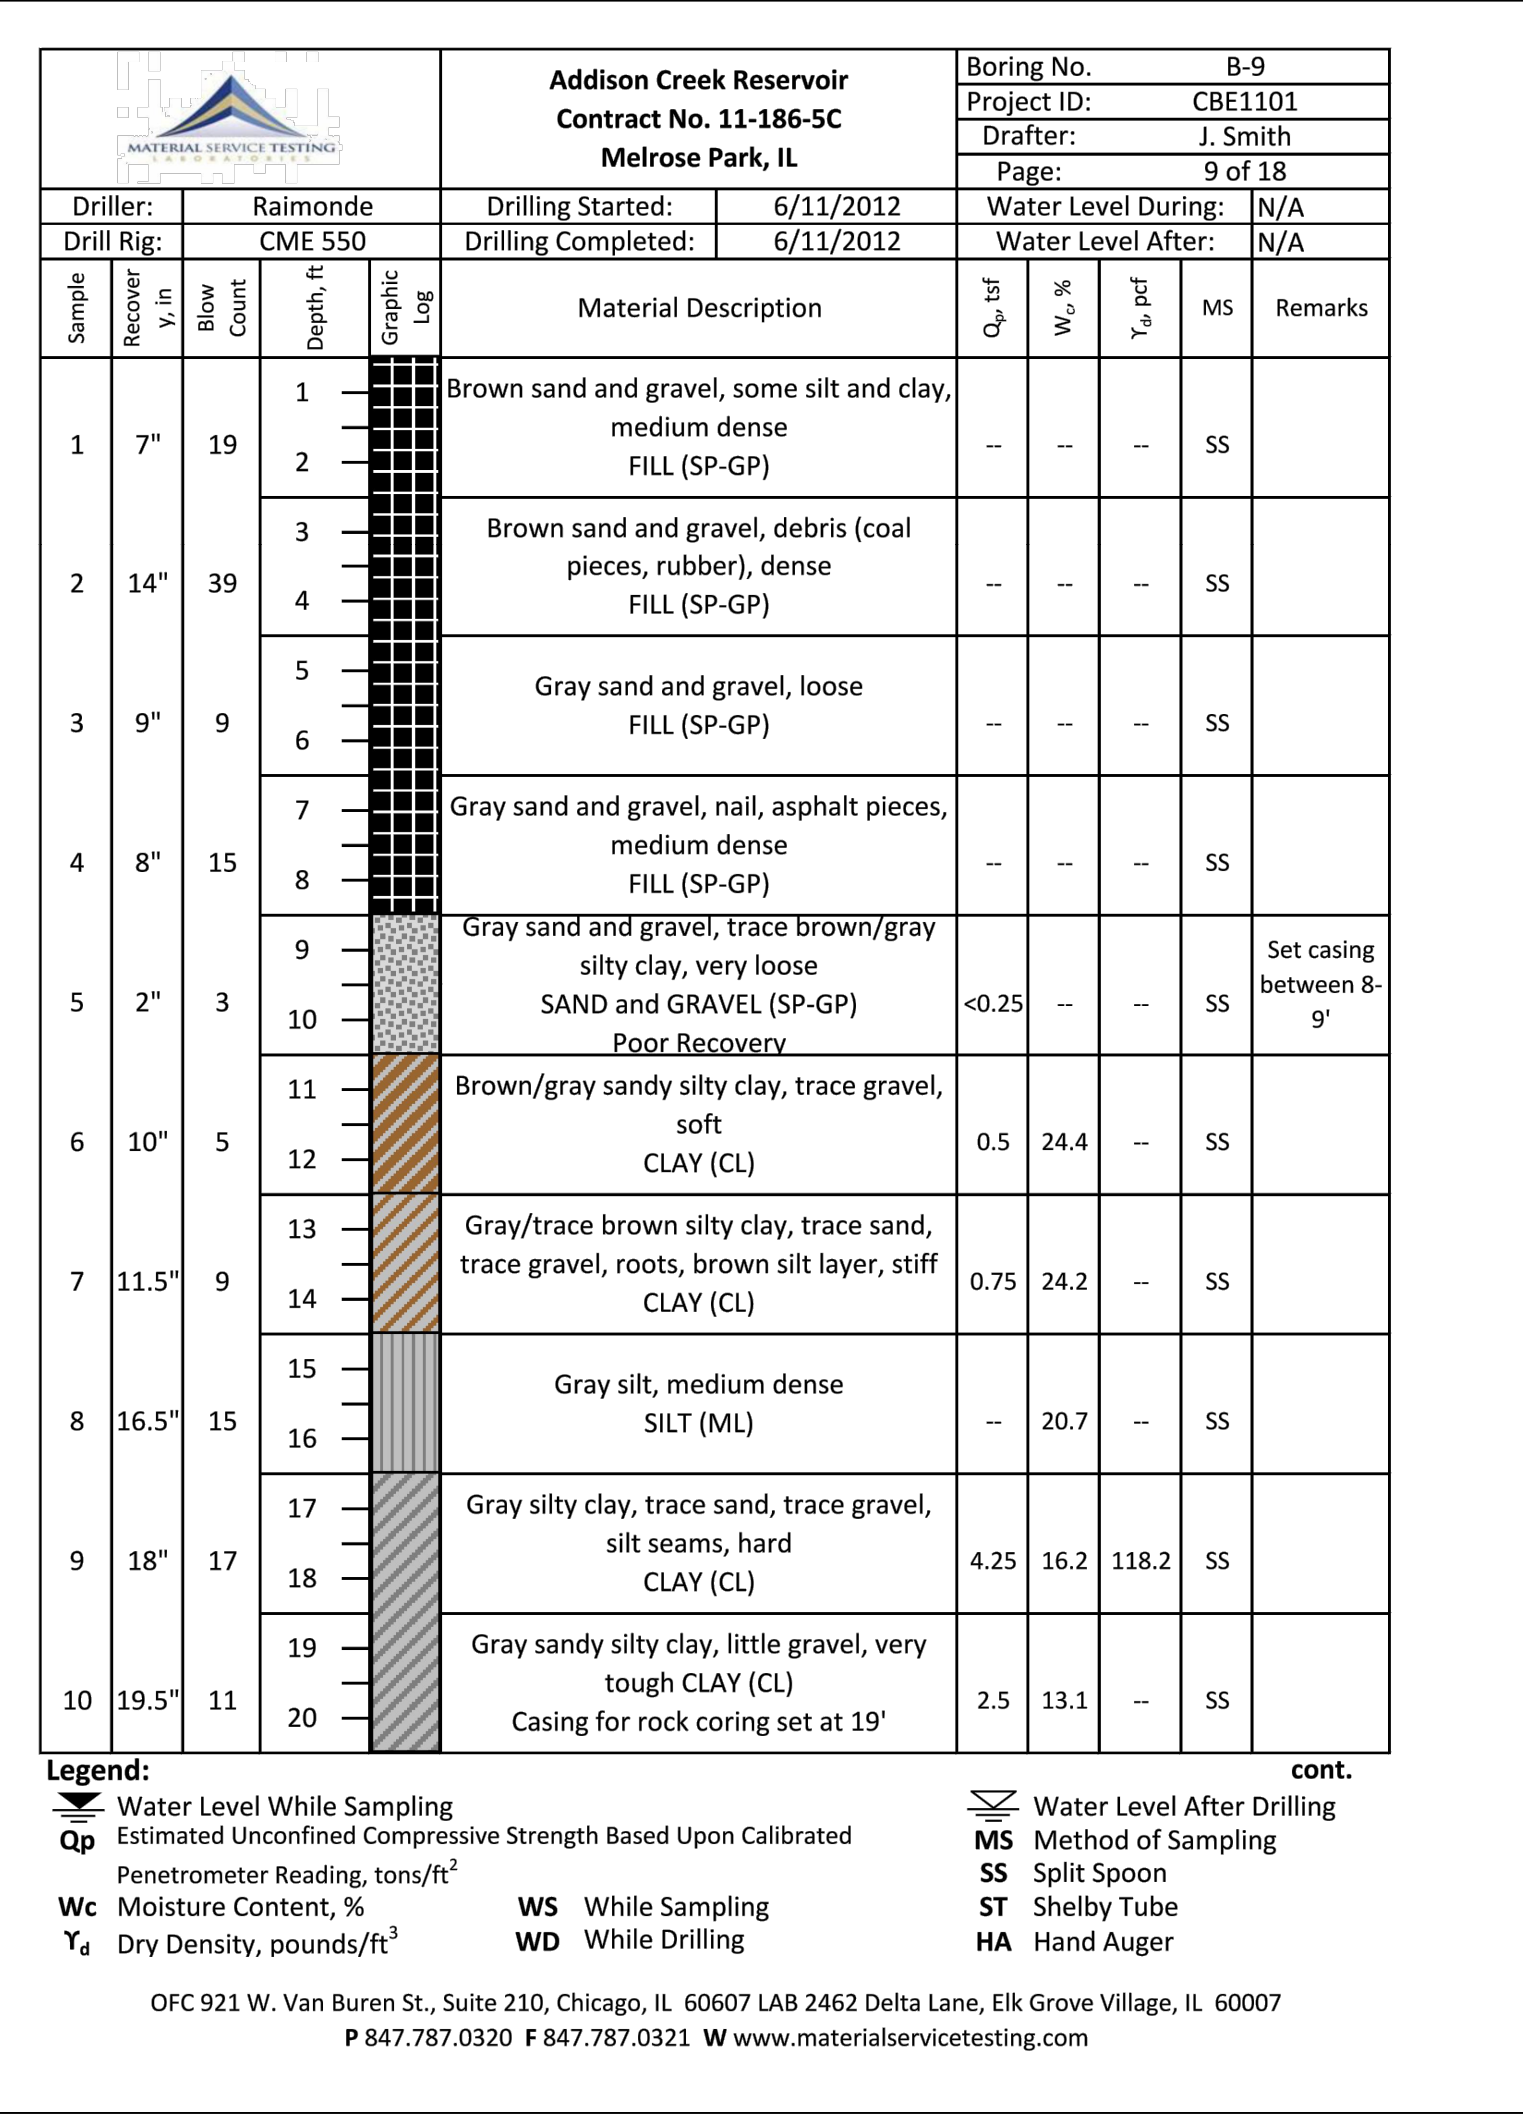 MATERIAL SERVICE TESTING
LABORATORIES
Addison Creek Reservoir
Contract No. 11-186-5C
Melrose Park, IL
Boring No. B-9
Project ID: CBE1101
Drafter: J. Smith
Page: 9 of 18
Driller: Raimonde Drilling Started: 6/11/2012 Water Level During: N/A
Drill Rig: CME 550 Drilling Completed: 6/11/2012 Water Level After: N/A
Sample
Recover
y, in
Blow
Count
Depth, ft
Graphic
Log
Material Description
Qp, tsf
Wc, %
ϒd, pcf
MS
Remarks
1 7" 19
1
2
Brown sand and gravel, some silt and clay,
medium dense
FILL (SP-GP)
-- -- -- SS
2 14" 39
3
4
Brown sand and gravel, debris (coal
pieces, rubber), dense
FILL (SP-GP)
-- -- -- SS
3 9" 9
5
6
Gray sand and gravel, loose
FILL (SP-GP)
-- -- -- SS
4 8" 15
7
8
Gray sand and gravel, nail, asphalt pieces,
medium dense
FILL (SP-GP)
-- -- -- SS
5 2" 3
9
10
Gray sand and gravel, trace brown/gray
silty clay, very loose
SAND and GRAVEL (SP-GP)
Poor Recovery
<0.25 -- -- SS
Set casing
between 8-
9'
6 10" 5
11
12
Brown/gray sandy silty clay, trace gravel,
soft
CLAY (CL)
0.5 24.4 -- SS
7 11.5" 9
13
14
Gray/trace brown silty clay, trace sand,
trace gravel, roots, brown silt layer, stiff
CLAY (CL)
0.75 24.2 -- SS
8 16.5" 15
15
16
Gray silt, medium dense
SILT (ML)
-- 20.7 -- SS
9 18" 17
17
18
Gray silty clay, trace sand, trace gravel,
silt seams, hard
CLAY (CL)
4.25 16.2 118.2 SS
10 19.5" 11
19
20
Gray sandy silty clay, little gravel, very
tough CLAY (CL)
Casing for rock coring set at 19'
2.5 13.1 -- SS
Legend: cont.
Water Level While Sampling
Qp Estimated Unconfined Compressive Strength Based Upon Calibrated
Penetrometer Reading, tons/ft²
Wc Moisture Content, %
ϒd Dry Density, pounds/ft³
WS While Sampling
WD While Drilling
Water Level After Drilling
MS Method of Sampling
SS Split Spoon
ST Shelby Tube
HA Hand Auger
OFC 921 W. Van Buren St., Suite 210, Chicago, IL 60607 LAB 2462 Delta Lane, Elk Grove Village, IL 60007
P 847.787.0320 F 847.787.0321 W www.materialservicetesting.com